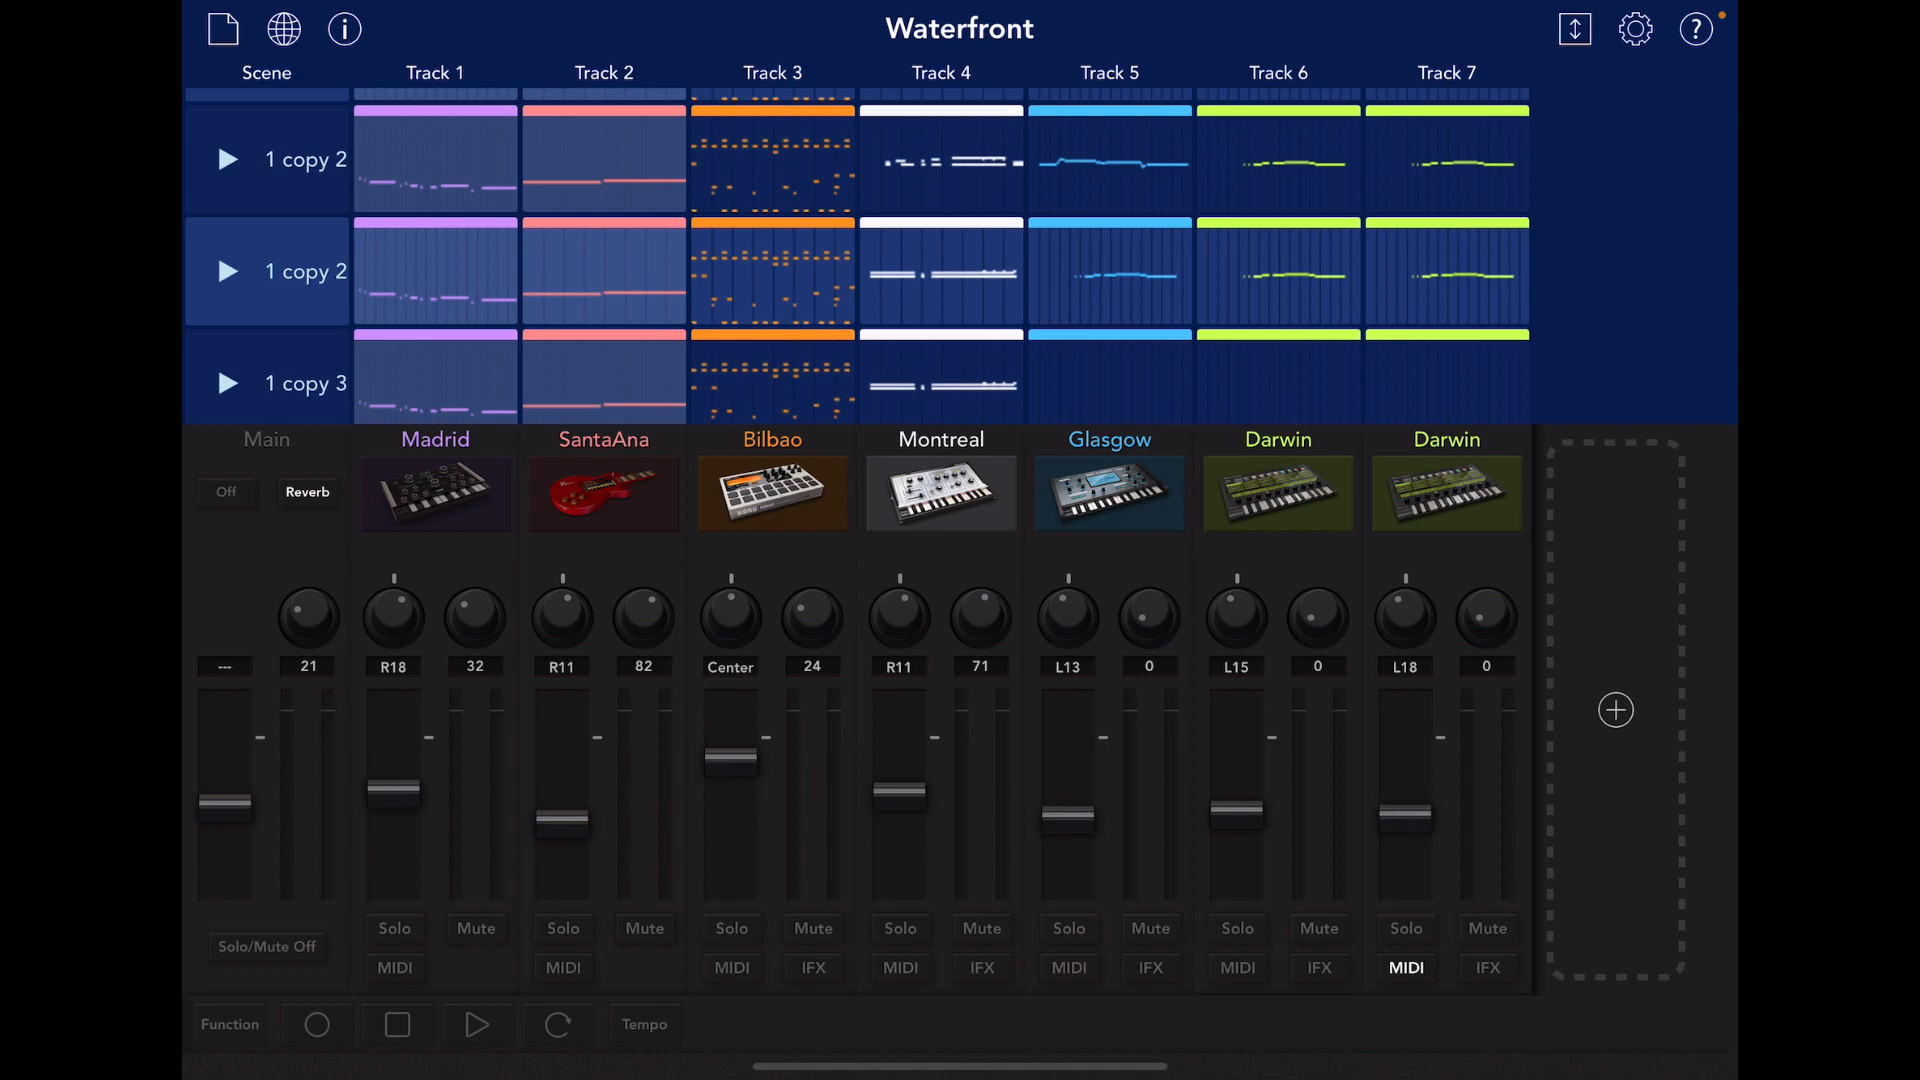 Waterfront
Scene Track 1 Track 2 Track 3 Track 4 Track 5 Track 6 Track 7
1 copy 2
1 copy 2
1 copy 3
Main Madrid SantaAna Bilbao Montreal Glasgow Darwin Darwin
Off Reverb
--- 21 R18 32 R11 82 Center 24 R11 71 L13 0 L15 0 L18 0
Solo Mute Solo Mute Solo Mute Solo Mute Solo Mute Solo Mute Solo Mute
Solo/Mute Off
MIDI MIDI MIDI IFX MIDI IFX MIDI IFX MIDI IFX MIDI IFX
Function Tempo